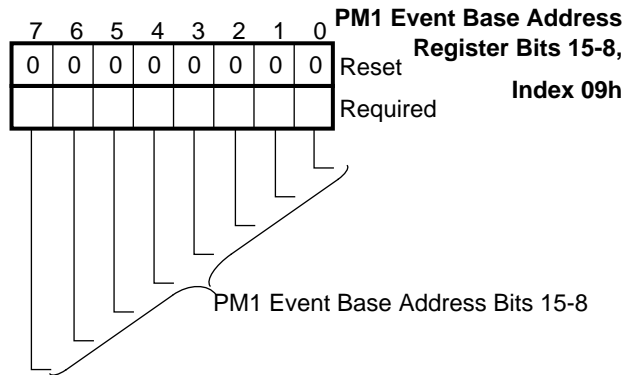 PM1 Event Base Address
Register Bits 15-8,
Index 09h
7 6 5 4 3 2 1 0
0 0 0 0 0 0 0 0 Reset
Required
PM1 Event Base Address Bits 15-8